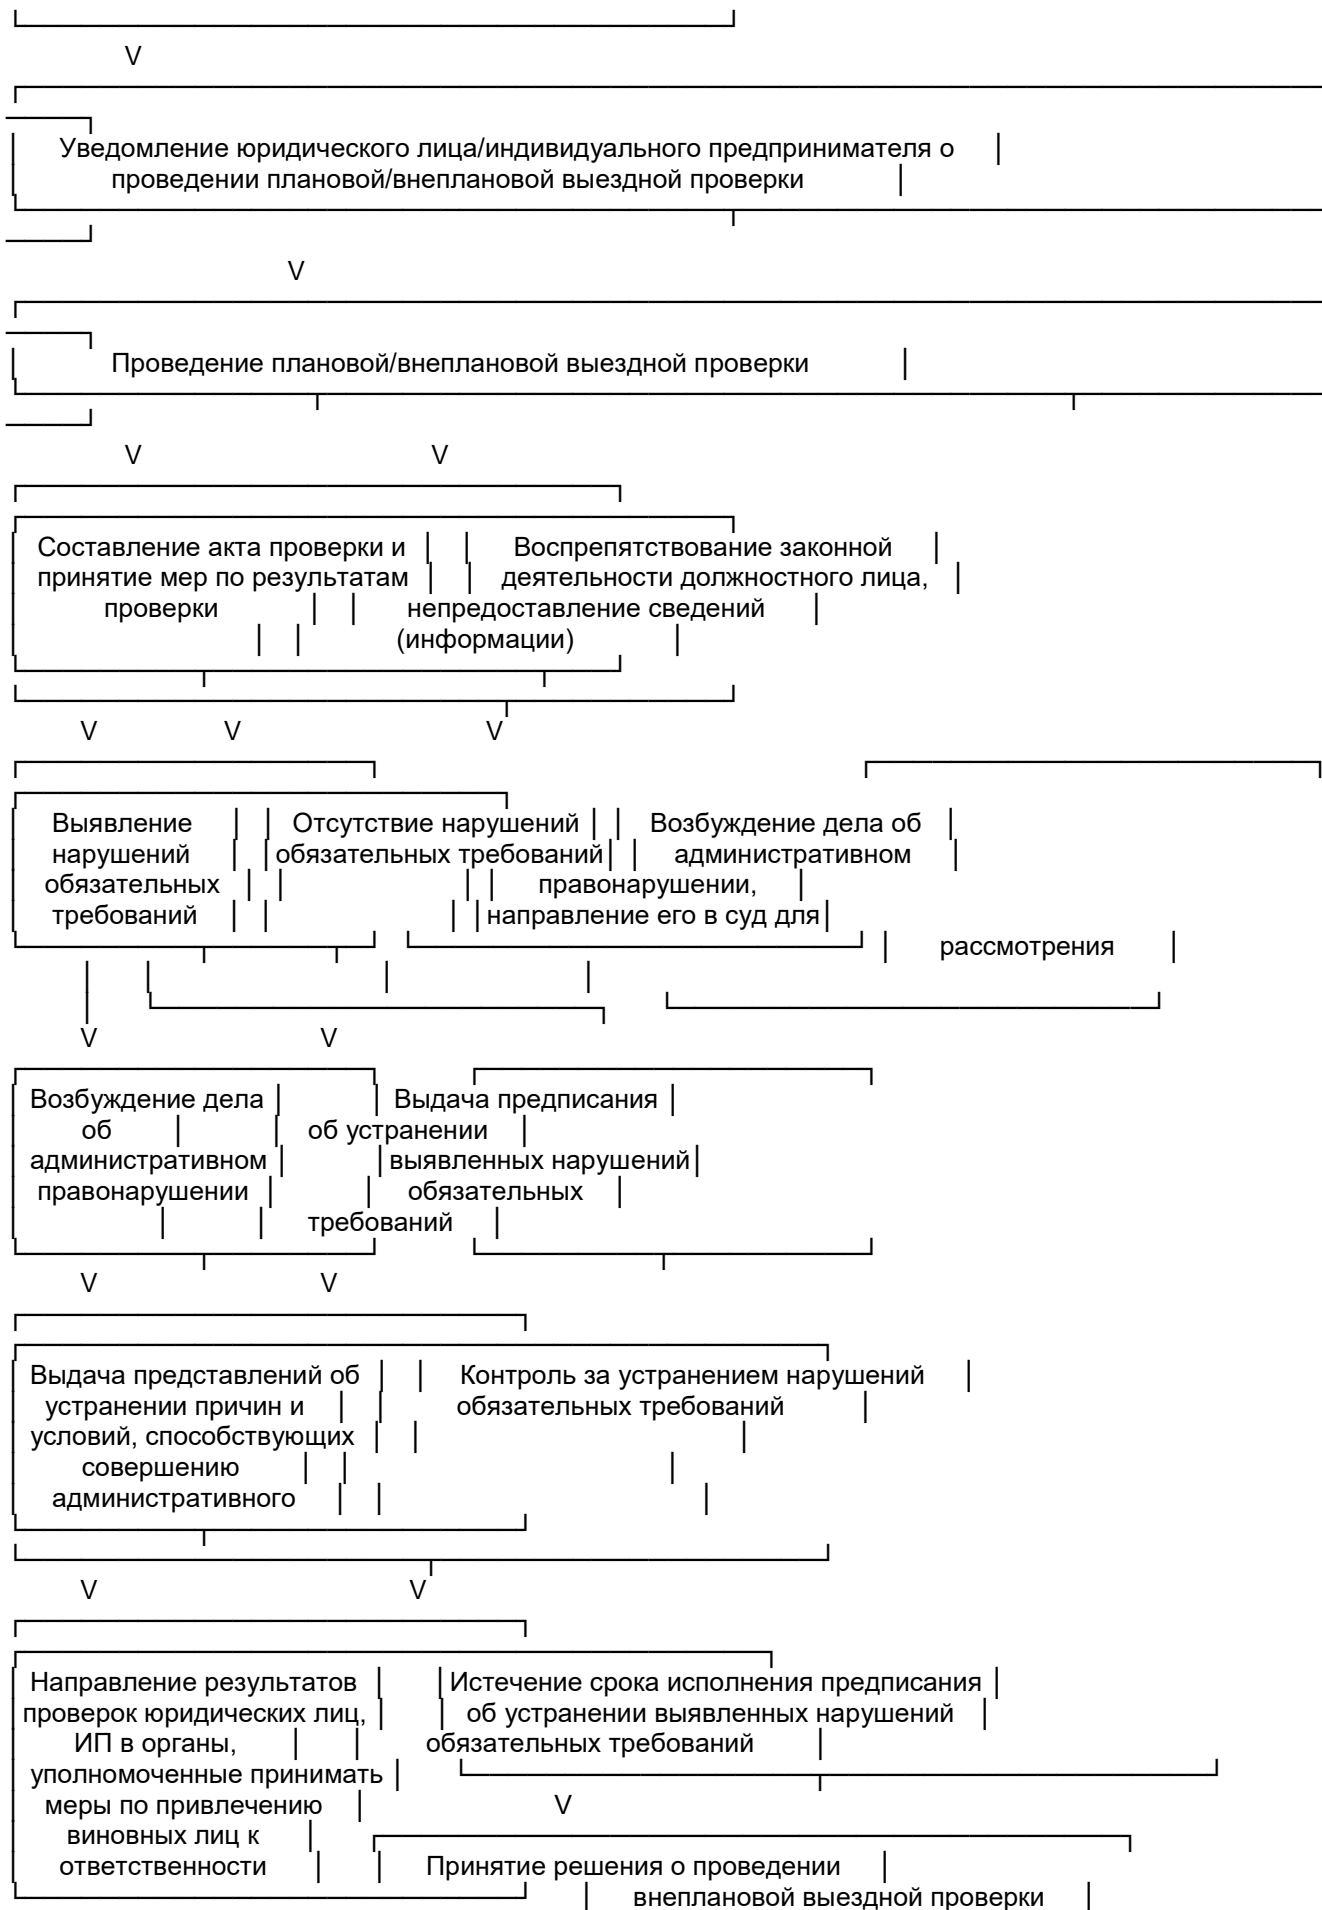 V
Уведомление юридического лица/индивидуального предпринимателя о
проведении плановой/внеплановой выездной проверки
V
Проведение плановой/внеплановой выездной проверки
V V
Составление акта проверки и Воспрепятствование законной
принятие мер по результатам деятельности должностного лица,
проверки непредоставление сведений
(информации)
V V V
Выявление Отсутствие нарушений Возбуждение дела об
нарушений обязательных требований административном
обязательных правонарушении,
требований направление его в суд для
рассмотрения
V V
Возбуждение дела Выдача предписания
об об устранении
административном выявленных нарушений
правонарушении обязательных
требований
V V
Выдача представлений об Контроль за устранением нарушений
устранении причин и обязательных требований
условий, способствующих
совершению
административного
V V
Направление результатов Истечение срока исполнения предписания
проверок юридических лиц, об устранении выявленных нарушений
ИП в органы, обязательных требований
уполномоченные принимать
меры по привлечению V
виновных лиц к
ответственности Принятие решения о проведении
внеплановой выездной проверки